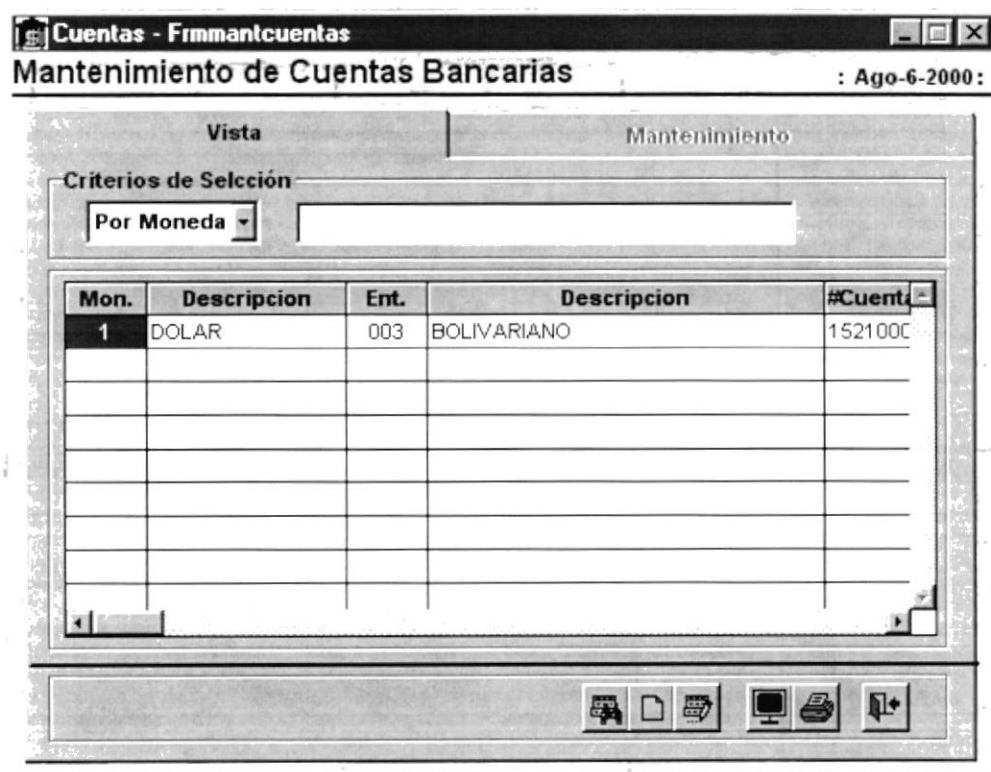 Cuentas - Frmmantcuentas
Mantenimiento de Cuentas Bancarias : Ago-6-2000:
Vista Mantenimiento
Criterios de Selcción
Por Moneda
Mon. Descripcion Ent. Descripcion #Cuenta
1 DOLAR 003 BOLIVARIANO